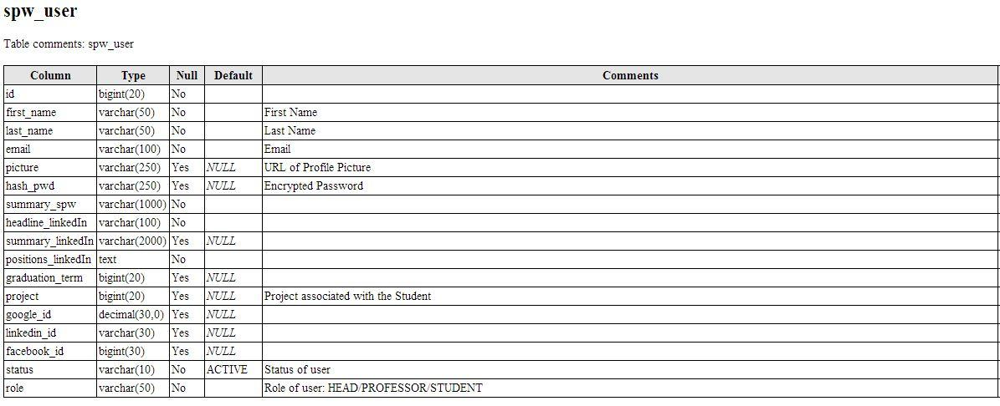 spw_user
Table comments: spw_user
Column Type Null Default Comments
id bigint(20) No
first_name varchar(50) No First Name
last_name varchar(50) No Last Name
email varchar(100) No Email
picture varchar(250) Yes NULL URL of Profile Picture
hash_pwd varchar(250) Yes NULL Encrypted Password
summary_spw varchar(1000) No
headline_linkedIn varchar(100) No
summary_linkedIn varchar(2000) Yes NULL
positions_linkedIn text No
graduation_term bigint(20) Yes NULL
project bigint(20) Yes NULL Project associated with the Student
google_id decimal(30,0) Yes NULL
linkedin_id varchar(30) Yes NULL
facebook_id bigint(30) Yes NULL
status varchar(10) No ACTIVE Status of user
role varchar(50) No Role of user: HEAD/PROFESSOR/STUDENT